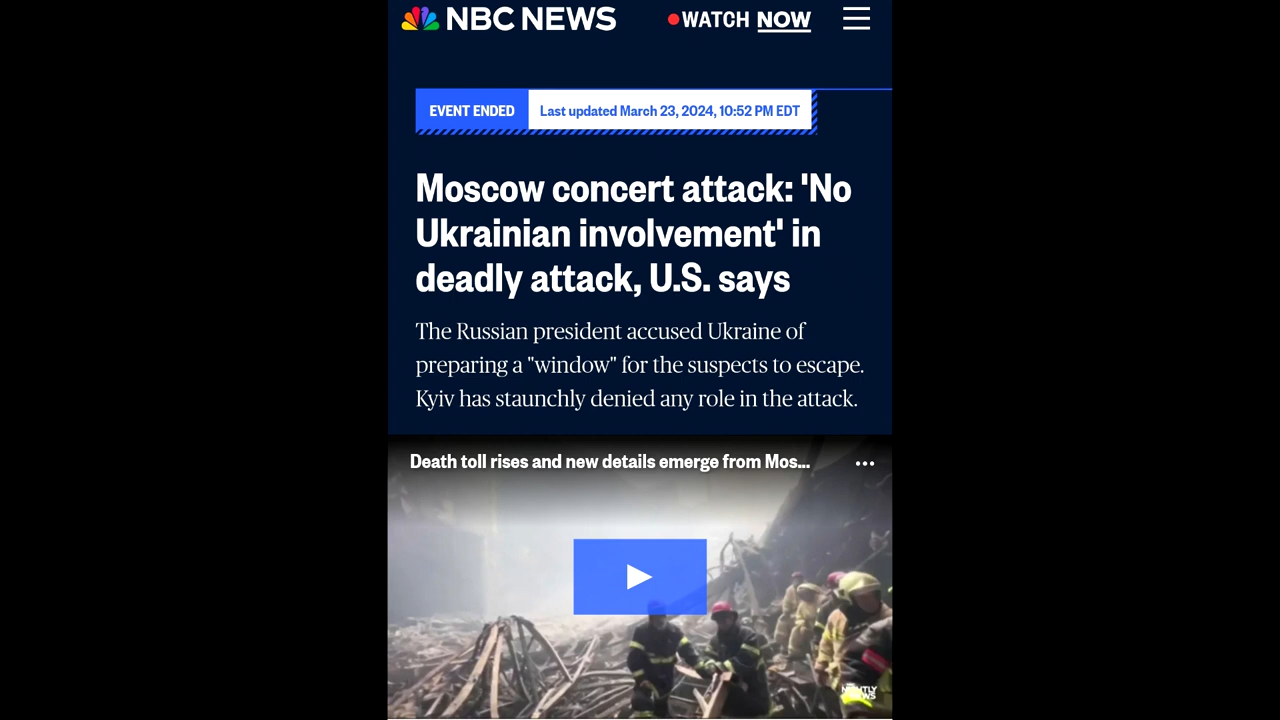 NBC NEWS
WATCH NOW
EVENT ENDED
Last updated March 23, 2024, 10:52 PM EDT
Moscow concert attack: 'No
Ukrainian involvement' in
deadly attack, U.S. says
The Russian president accused Ukraine of
preparing a "window" for the suspects to escape.
Kyiv has staunchly denied any role in the attack.
Death toll rises and new details emerge from Mos...
NIGHTLY
NEWS